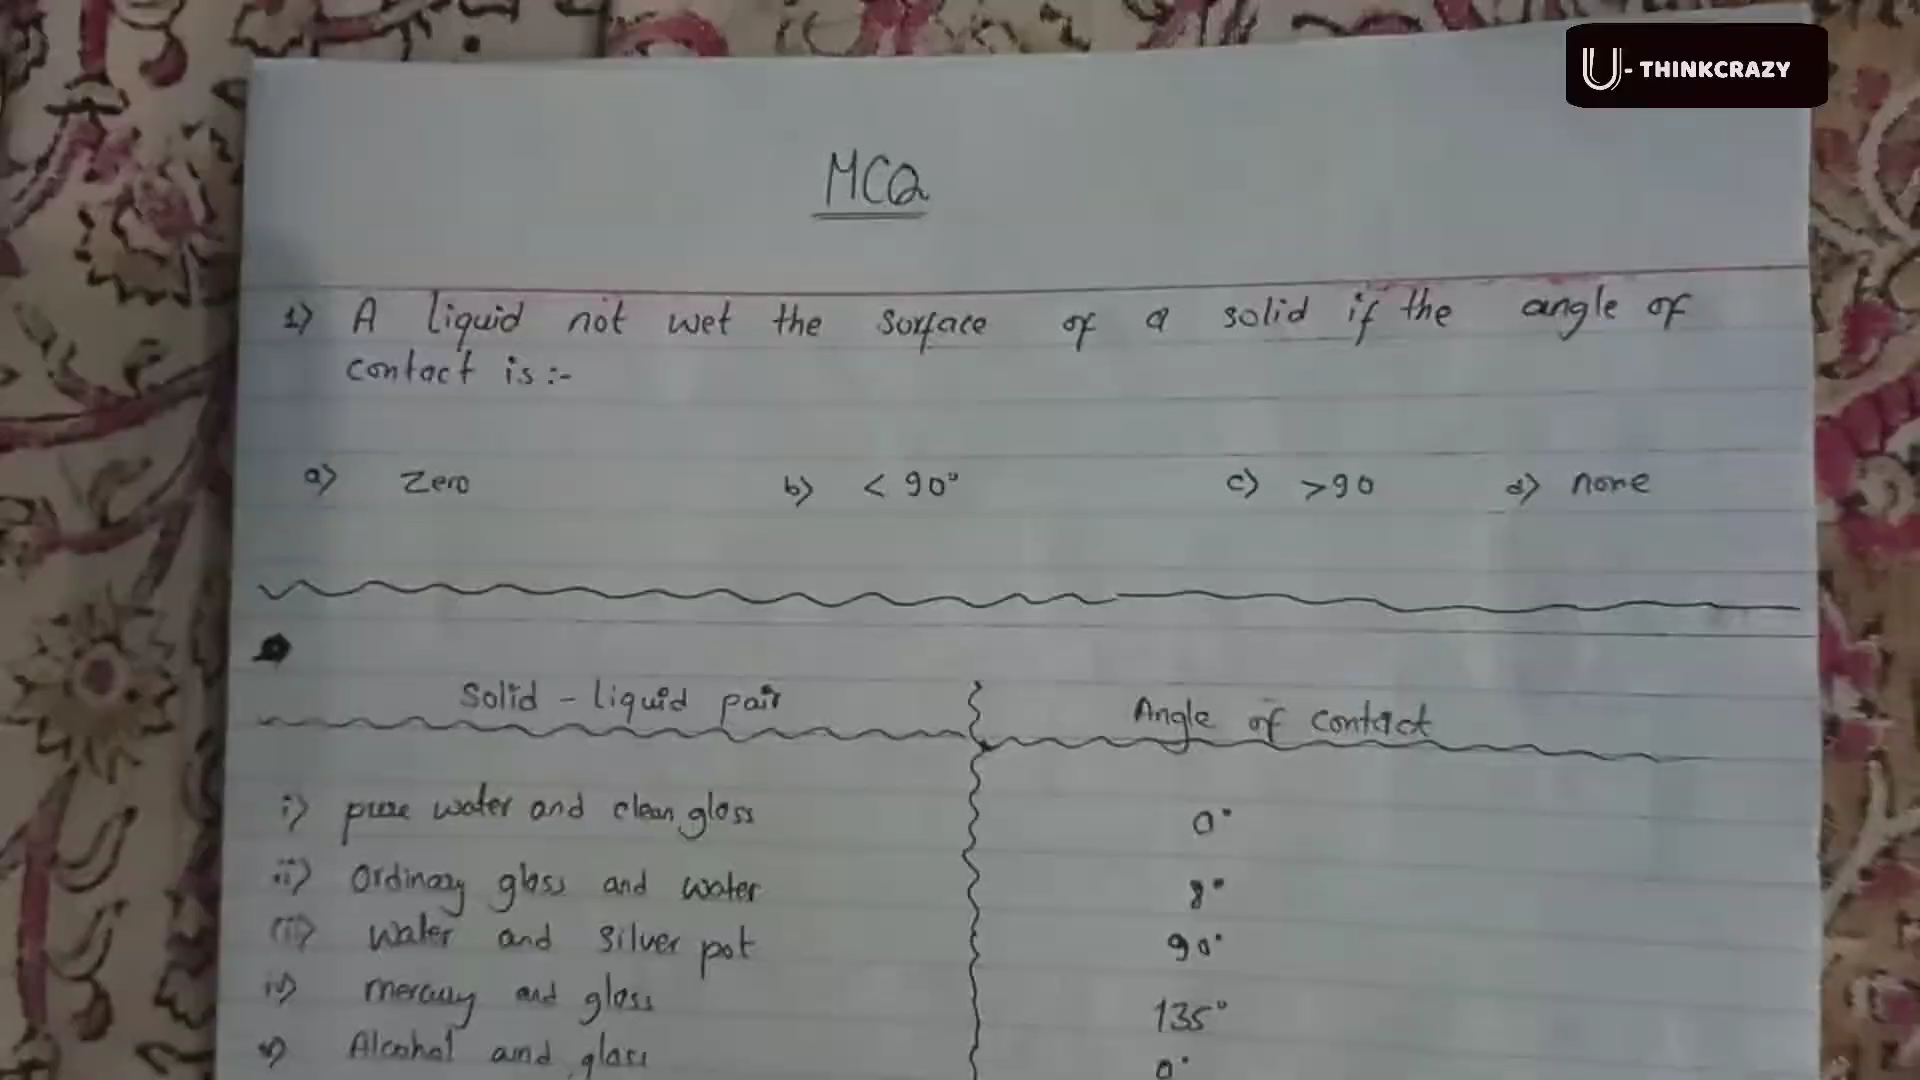 U-THINKCRAZY
MCQ
1) A liquid not wet the surface of a solid if the angle of
contact is :-
a) Zero b) < 90° c) >90 d) none
Solid - liquid pair Angle of contact
i) pure water and clean glass 0°
ii) Ordinary glass and water 8°
iii) water and silver pot 90°
iv) mercury and glass 135°
v) Alcohol and glass 0°